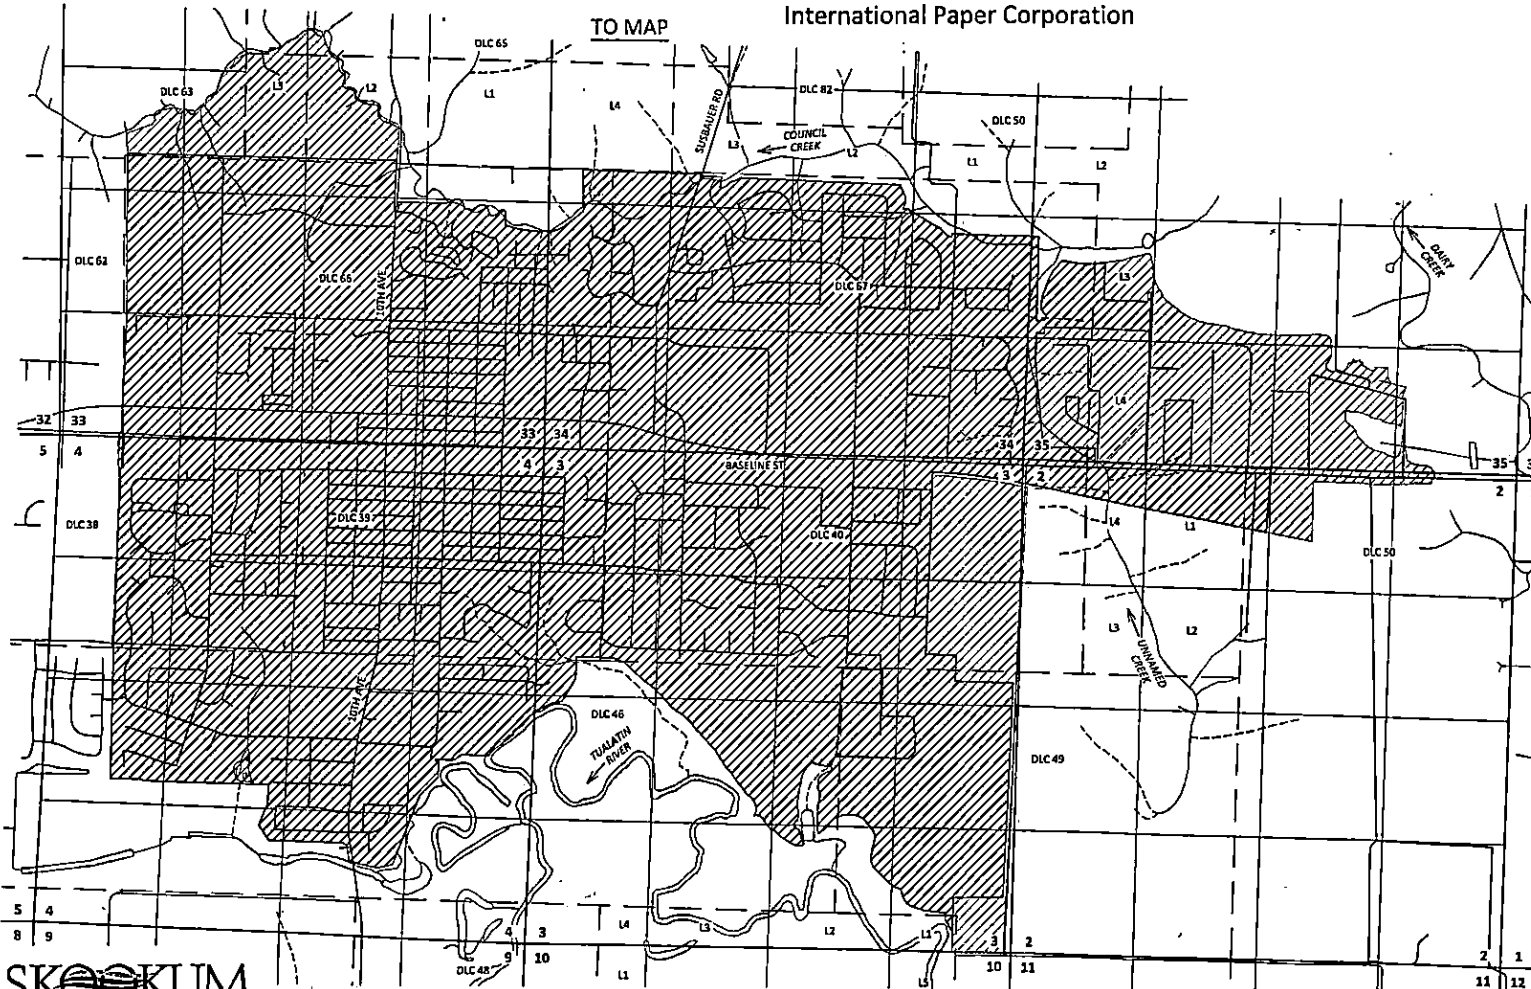 International Paper Corporation
TO MAP
DLC 65
DLC 63
L3
L2
L1
L4
SUSBAUER RD
DLC 82
L3
COUNCIL
CREEK
L2
DLC 50
L1
L2
DAIRY
CREEK
DLC 62
DLC 66
10TH AVE
DLC 67
L3
L4
32 33
33 34
34 35
35
5 4
4 3
BASELINE ST
3 2
2
DLC 38
DLC 39
DLC 40
L4
L1
DLC 50
L3
L2
UNNAMED
CREEK
10TH AVE
DLC 46
TUALATIN
RIVER
DLC 49
5 4
8 9
4 3
9 10
L4
L3
L2
L1
3 2
10 11
2 1
11 12
DLC 48
L1
L5
SKOOKUM